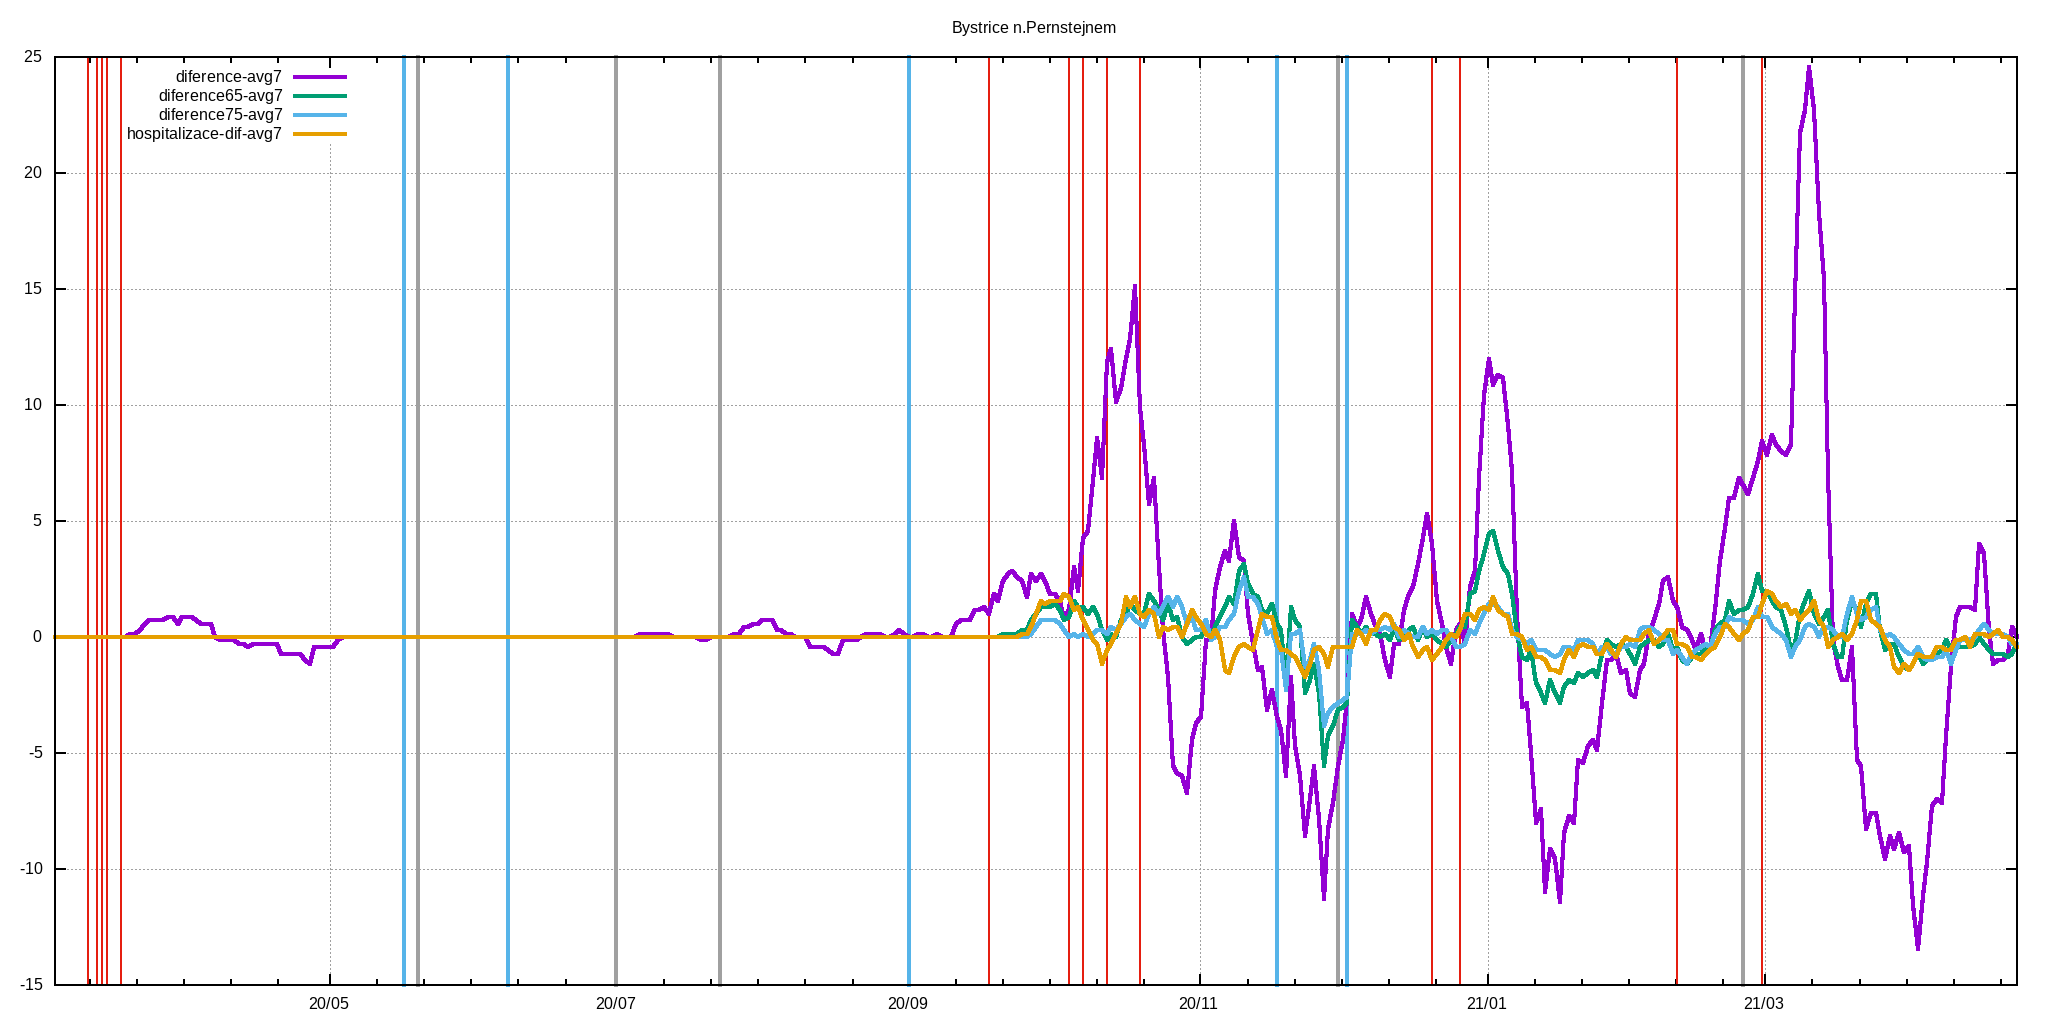 Bystrice n.Pernstejnem
25
20
15
10
5
0
-5
-10
-15
diference-avg7
diference65-avg7
diference75-avg7
hospitalizace-dif-avg7
20/05 20/07 20/09 20/11 21/01 21/03